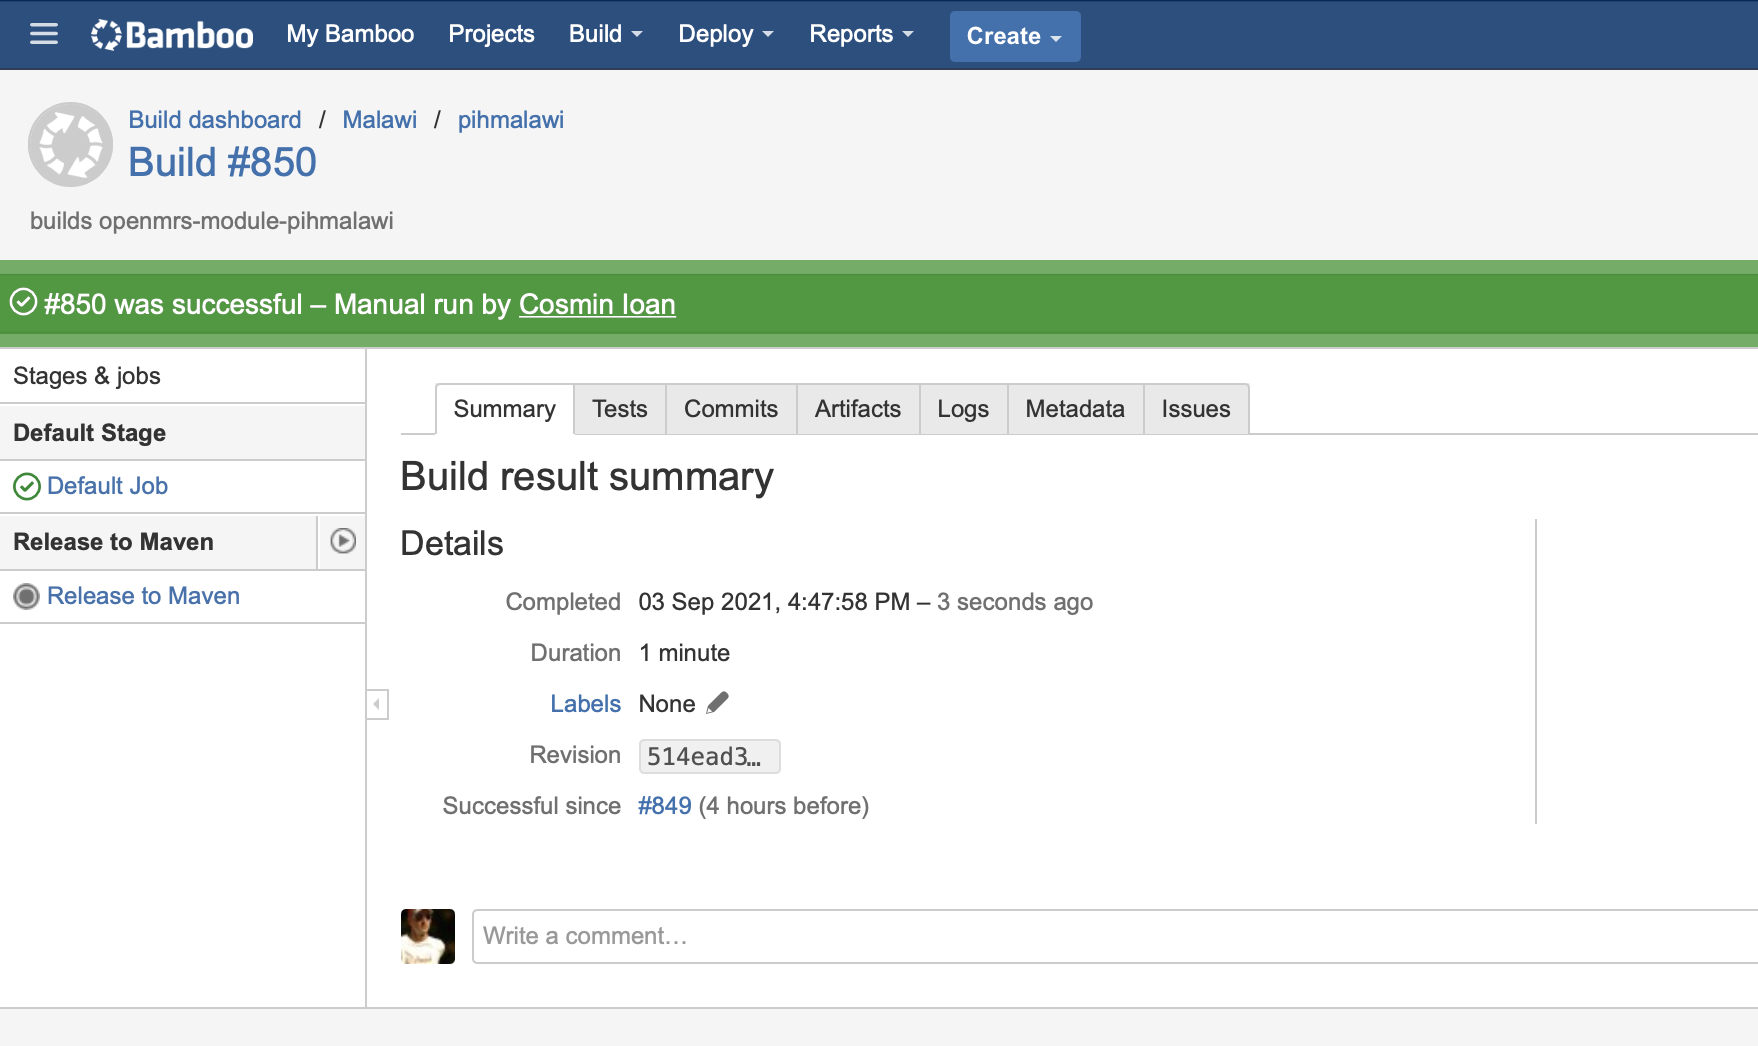 Bamboo My Bamboo Projects Build Deploy Reports Create
Build dashboard / Malawi / pihmalawi
Build #850
builds openmrs-module-pihmalawi
#850 was successful – Manual run by Cosmin Ioan
Stages & jobs
Default Stage
Default Job
Release to Maven
Release to Maven
Summary Tests Commits Artifacts Logs Metadata Issues
Build result summary
Details
Completed 03 Sep 2021, 4:47:58 PM – 3 seconds ago
Duration 1 minute
Labels None
Revision 514ead3…
Successful since #849 (4 hours before)
Write a comment…